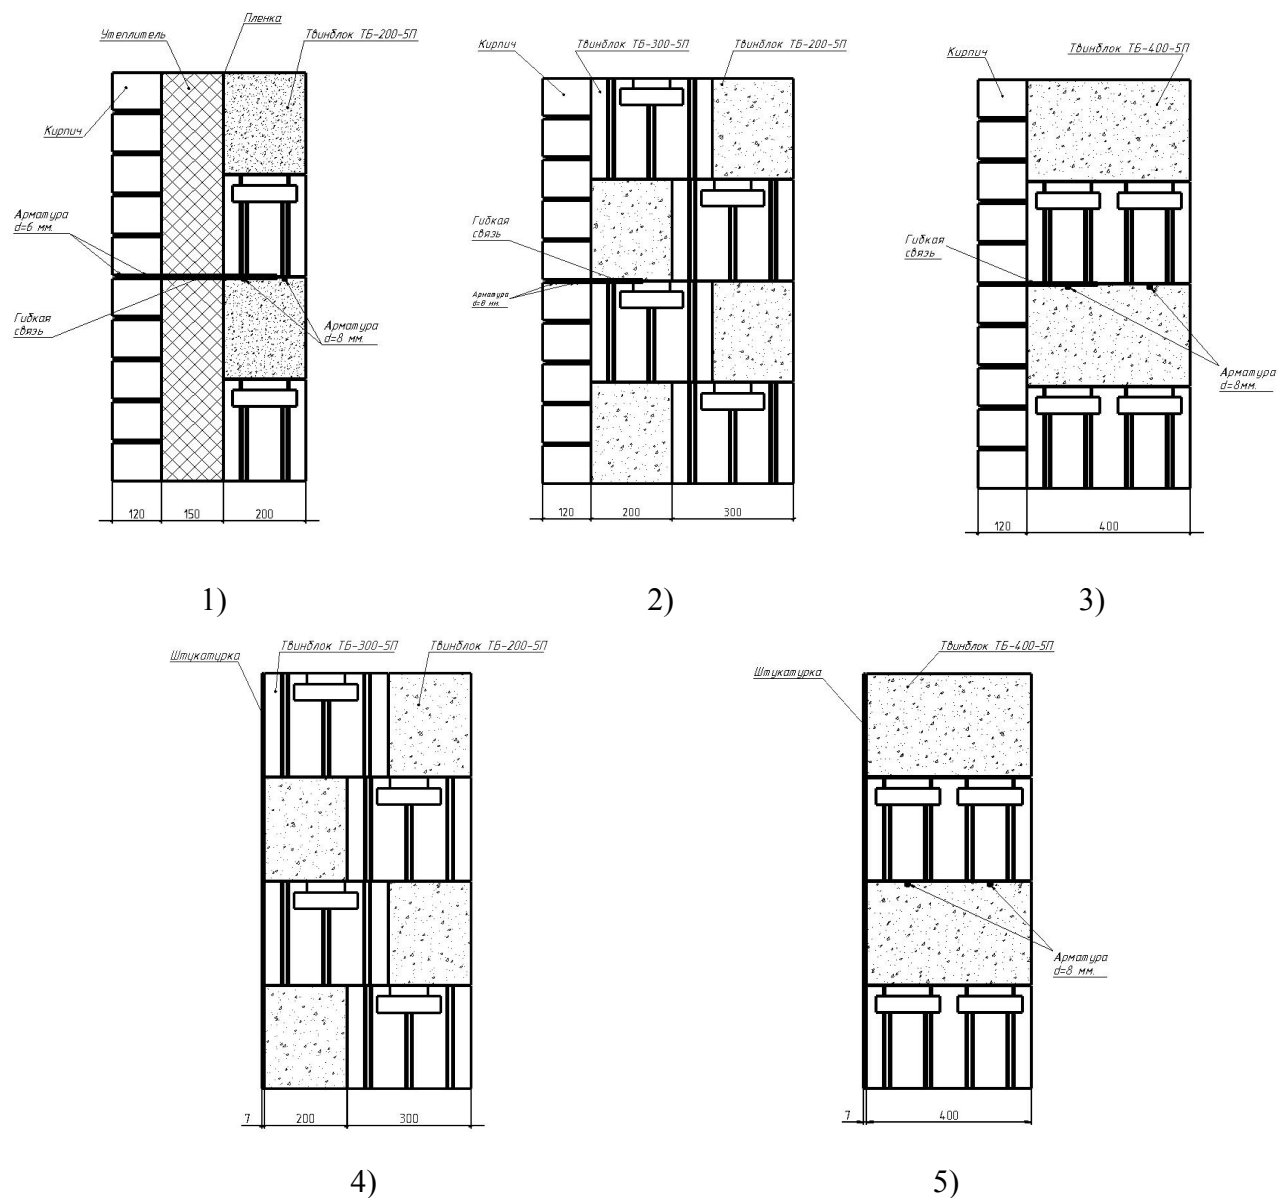 Утеплитель
Пленка
Твинблок ТБ-200-5П
Кирпич
Арматура
d=6 мм.
Гибкая
связь
Арматура
d=8 мм.
120
150
200
1)
Кирпич
Твинблок ТБ-300-5П
Твинблок ТБ-200-5П
Гибкая
связь
Арматура
d=8 мм.
120
200
300
2)
Кирпич
Твинблок ТБ-400-5П
Гибкая
связь
Арматура
d=8мм.
120
400
3)
Штукатурка
Твинблок ТБ-300-5П
Твинблок ТБ-200-5П
7
200
300
4)
Штукатурка
Твинблок ТБ-400-5П
Арматура
d=8 мм.
7
400
5)